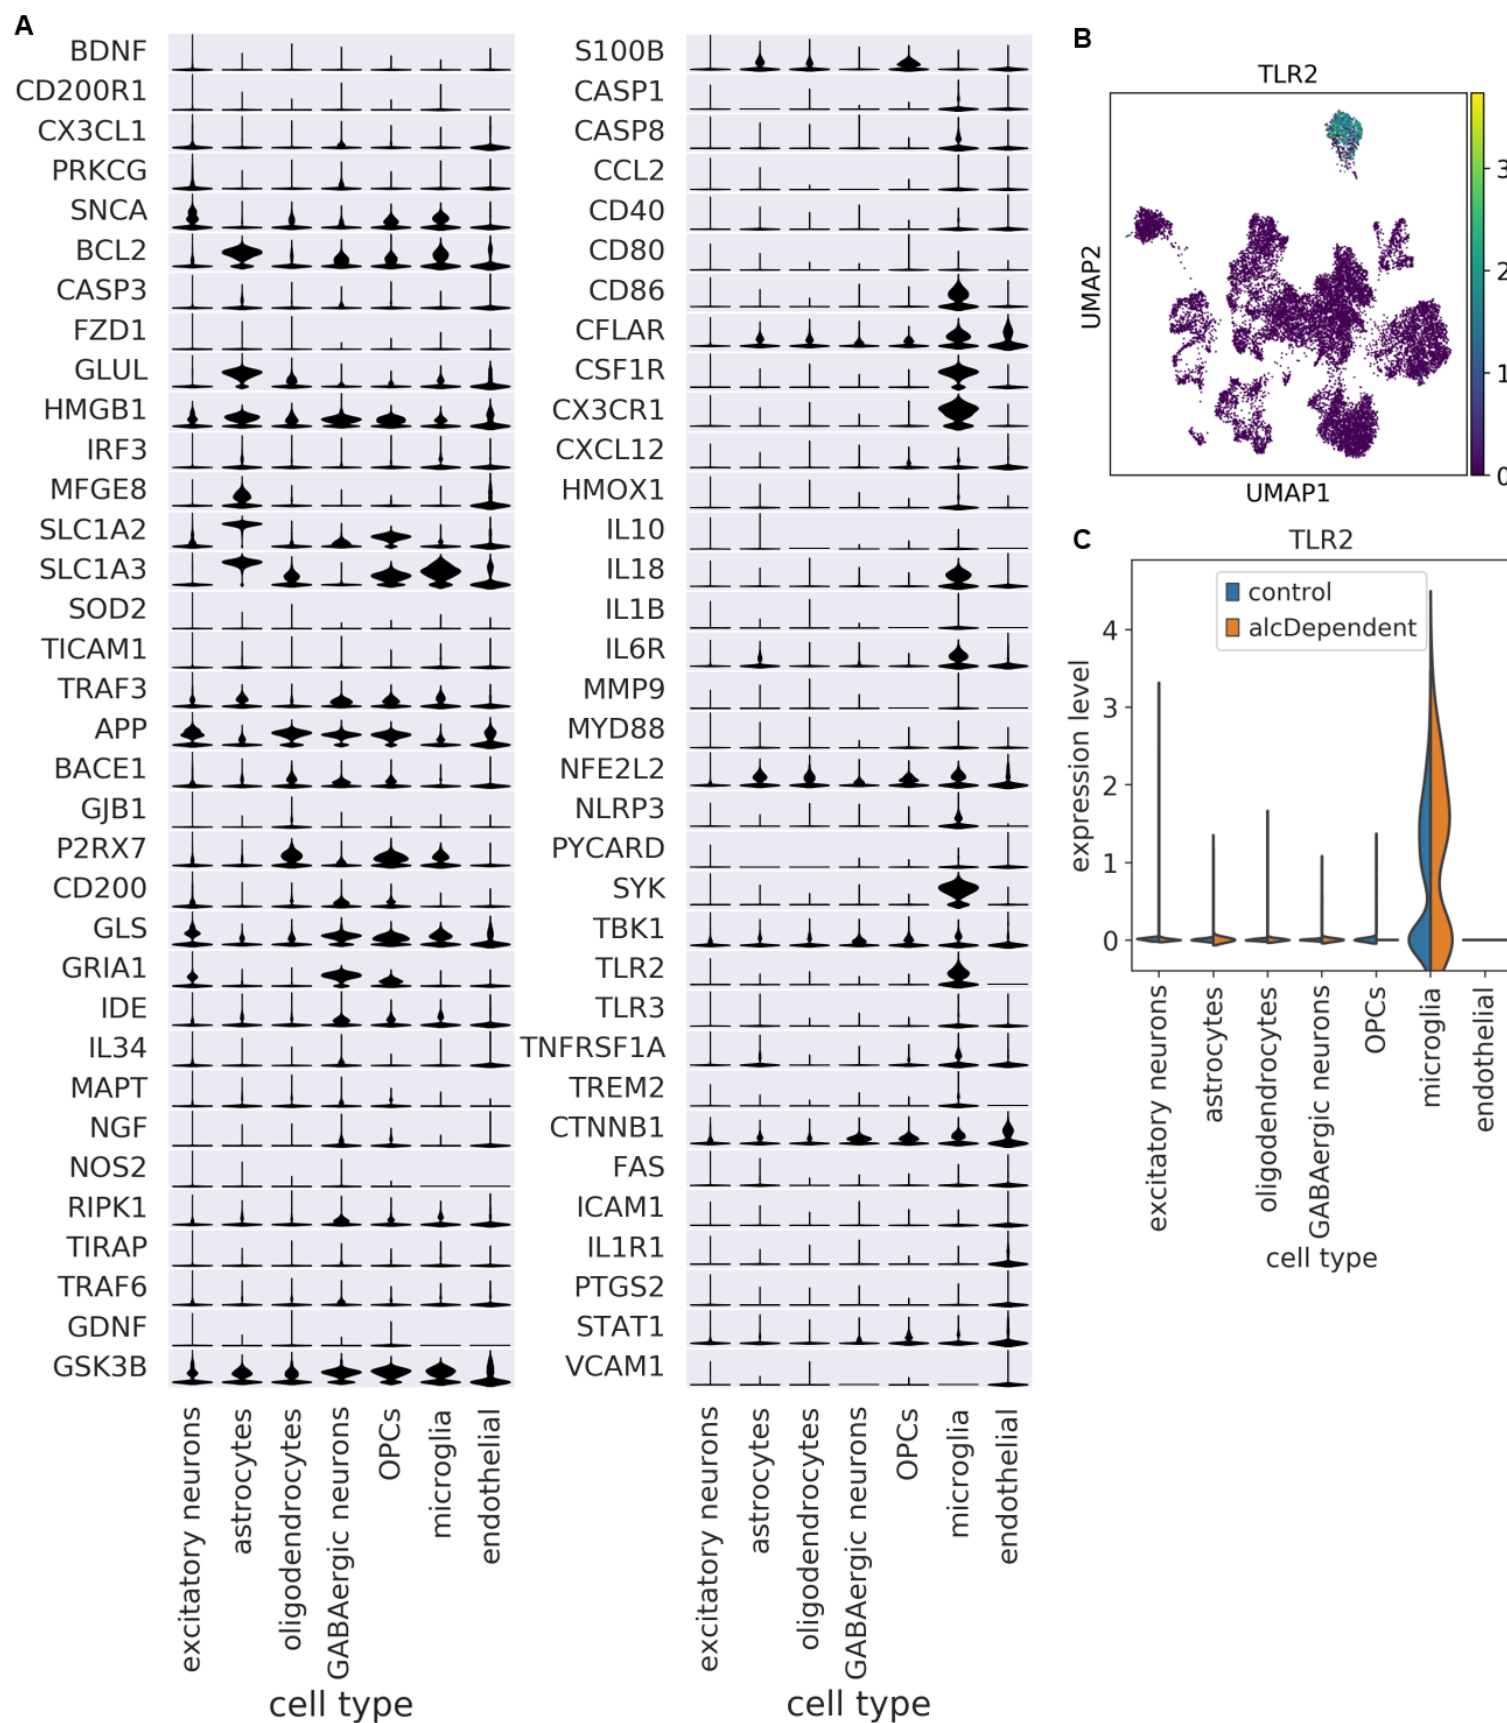 A
BDNF
CD200R1
CX3CL1
PRKCG
SNCA
BCL2
CASP3
FZD1
GLUL
HMGB1
IRF3
MFGE8
SLC1A2
SLC1A3
SOD2
TICAM1
TRAF3
APP
BACE1
GJB1
P2RX7
CD200
GLS
GRIA1
IDE
IL34
MAPT
NGF
NOS2
RIPK1
TIRAP
TRAF6
GDNF
GSK3B
excitatory neurons
astrocytes
oligodendrocytes
GABAergic neurons
OPCs
microglia
endothelial
cell type
S100B
CASP1
CASP8
CCL2
CD40
CD80
CD86
CFLAR
CSF1R
CX3CR1
CXCL12
HMOX1
IL10
IL18
IL1B
IL6R
MMP9
MYD88
NFE2L2
NLRP3
PYCARD
SYK
TBK1
TLR2
TLR3
TNFRSF1A
TREM2
CTNNB1
FAS
ICAM1
IL1R1
PTGS2
STAT1
VCAM1
excitatory neurons
astrocytes
oligodendrocytes
GABAergic neurons
OPCs
microglia
endothelial
cell type
B
TLR2
UMAP2
UMAP1
3
2
1
0
C
TLR2
control
alcDependent
expression level
4
3
2
1
0
excitatory neurons
astrocytes
oligodendrocytes
GABAergic neurons
OPCs
microglia
endothelial
cell type